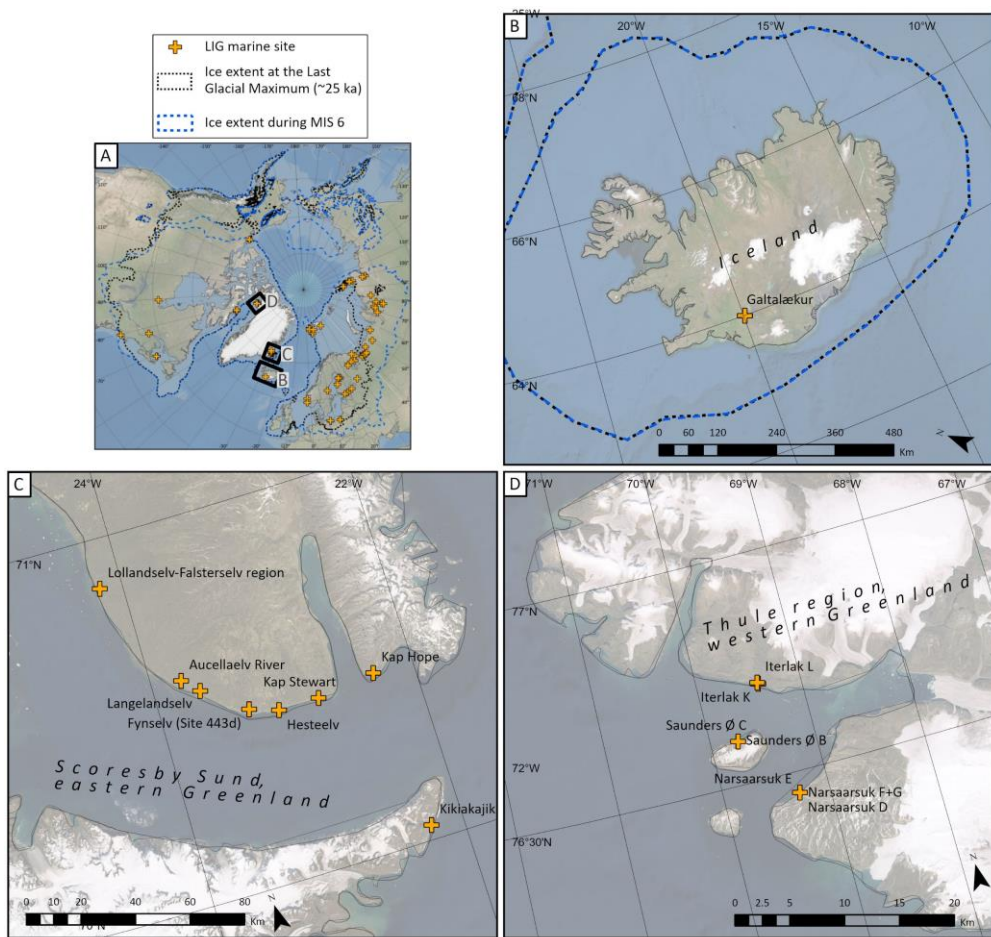 LIG marine site
Ice extent at the Last
Glacial Maximum (~25 ka)
Ice extent during MIS 6
A
D
C
B
B
25°W
20°W
15°W
10°W
68°N
66°N
64°N
Iceland
Galtalækur
N
0 60 120 240 360 480
Km
C
24°W
22°W
71°N
Lollandselv-Falsterselv region
Aucellaelv River
Kap Stewart
Kap Hope
Langelandselv
Fynselv (Site 443d)
Hesteelv
Scoresby Sund,
eastern Greenland
Kikiakajik
N
0 10 20 40 60 80
Km
70°N
D
71°W
70°W
69°W
68°W
67°W
77°N
Thule region,
western Greenland
Iterlak L
Iterlak K
Saunders Ø C
Saunders Ø B
Narsaarsuk E
Narsaarsuk F+G
Narsaarsuk D
72°W
76°30'N
N
0 2.5 5 10 15 20
Km